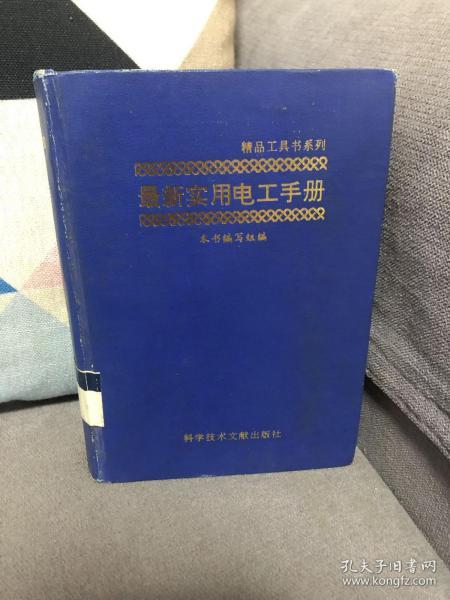 精品工具书系列
最新实用电工手册
本书编写组编
科学技术文献出版社
孔夫子旧书网
www.kongfz.com